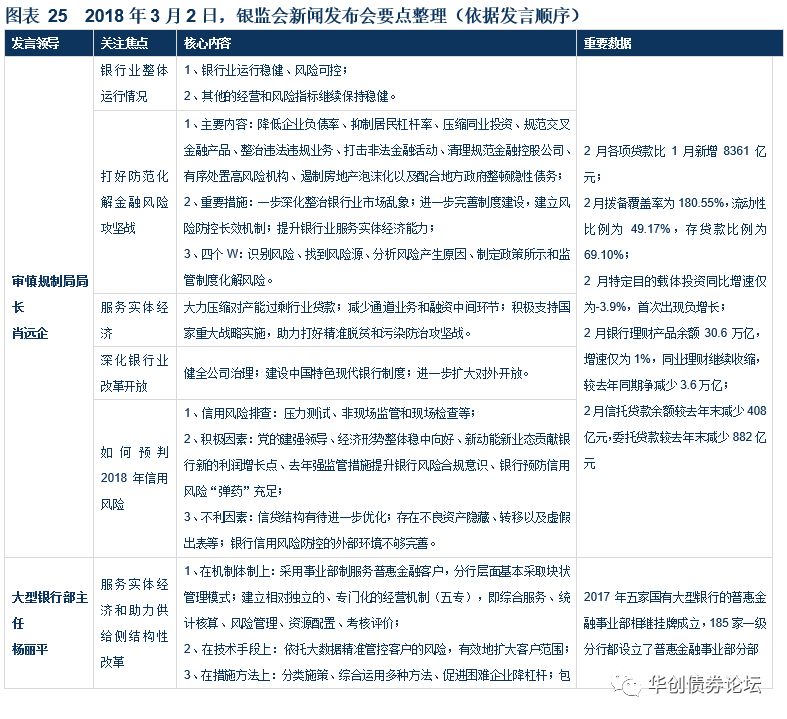 图表 25 2018 年 3 月 2 日，银监会新闻发布会要点整理（依据发言顺序）
发言领导 关注焦点 核心内容 重要数据
审慎规制局局
长
肖远企
银行业整体
运行情况
1、银行业运行稳健、风险可控；
2、其他的经营和风险指标继续保持稳健。
打好防范化
解金融风险
攻坚战
1、主要内容：降低企业负债率、抑制居民杠杆率、压缩同业投资、规范交叉
金融产品、整治违法违规业务、打击非法金融活动、清理规范金融控股公司、
有序处置高风险机构、遏制房地产泡沫化以及配合地方政府整顿隐性债务；
2、重要措施：一步深化整治银行业市场乱象；进一步完善制度建设，建立风
险防控长效机制；提升银行业服务实体经济能力；
3、四个 W：识别风险、找到风险源、分析风险产生原因、制定政策所示和监
管制度化解风险。
服务实体经
济
大力压缩对产能过剩行业贷款；减少通道业务和融资中间环节；积极支持国
家重大战略实施，助力打好精准脱贫和污染防治攻坚战。
深化银行业
改革开放
健全公司治理；建设中国特色现代银行制度；进一步扩大对外开放。
如何预判
2018 年信用
风险
1、信用风险排查：压力测试、非现场监管和现场检查等；
2、积极因素：党的建强领导、经济形势整体稳中向好、新动能新业态贡献银
行新的利润增长点、去年强监管措施提升银行风险合规意识、银行预防信用
风险“弹药”充足；
3、不利因素：信贷结构有待进一步优化；存在不良资产隐藏、转移以及虚假
出表等；银行信用风险防控的外部环境不够完善。
2 月各项贷款比 1 月新增 8361 亿
元；
2 月拨备覆盖率为 180.55%，流动性
比例为 49.17%，存贷款比例为
69.10%；
2 月特定目的载体投资同比增速仅
为-3.9%，首次出现负增长；
2 月银行理财产品余额 30.6 万亿，
增速仅为 1%，同业理财继续收缩，
较去年同期争减少 3.6 万亿；
2 月信托贷款余额较去年末减少 408
亿元，委托贷款较去年末减少 882 亿
元
大型银行部主
任
杨丽平
服务实体经
济和助力供
给侧结构性
改革
1、在机制体制上：采用事业部制服务普惠金融客户，分行层面基本采取块状
管理模式；建立相对独立的、专门化的经营机制（五专），即综合服务、统
计核算、风险管理、资源配置、考核评价；
2、在技术手段上：依托大数据精准管控客户的风险，有效地扩大客户范围；
3、在措施方法上：分类施策、综合运用多种方法、促进困难企业降杠杆；包
2017 年五家国有大型银行的普惠金
融事业部相继挂牌成立，185 家一级
分行都设立了普惠金融事业部分部
华创债券论坛